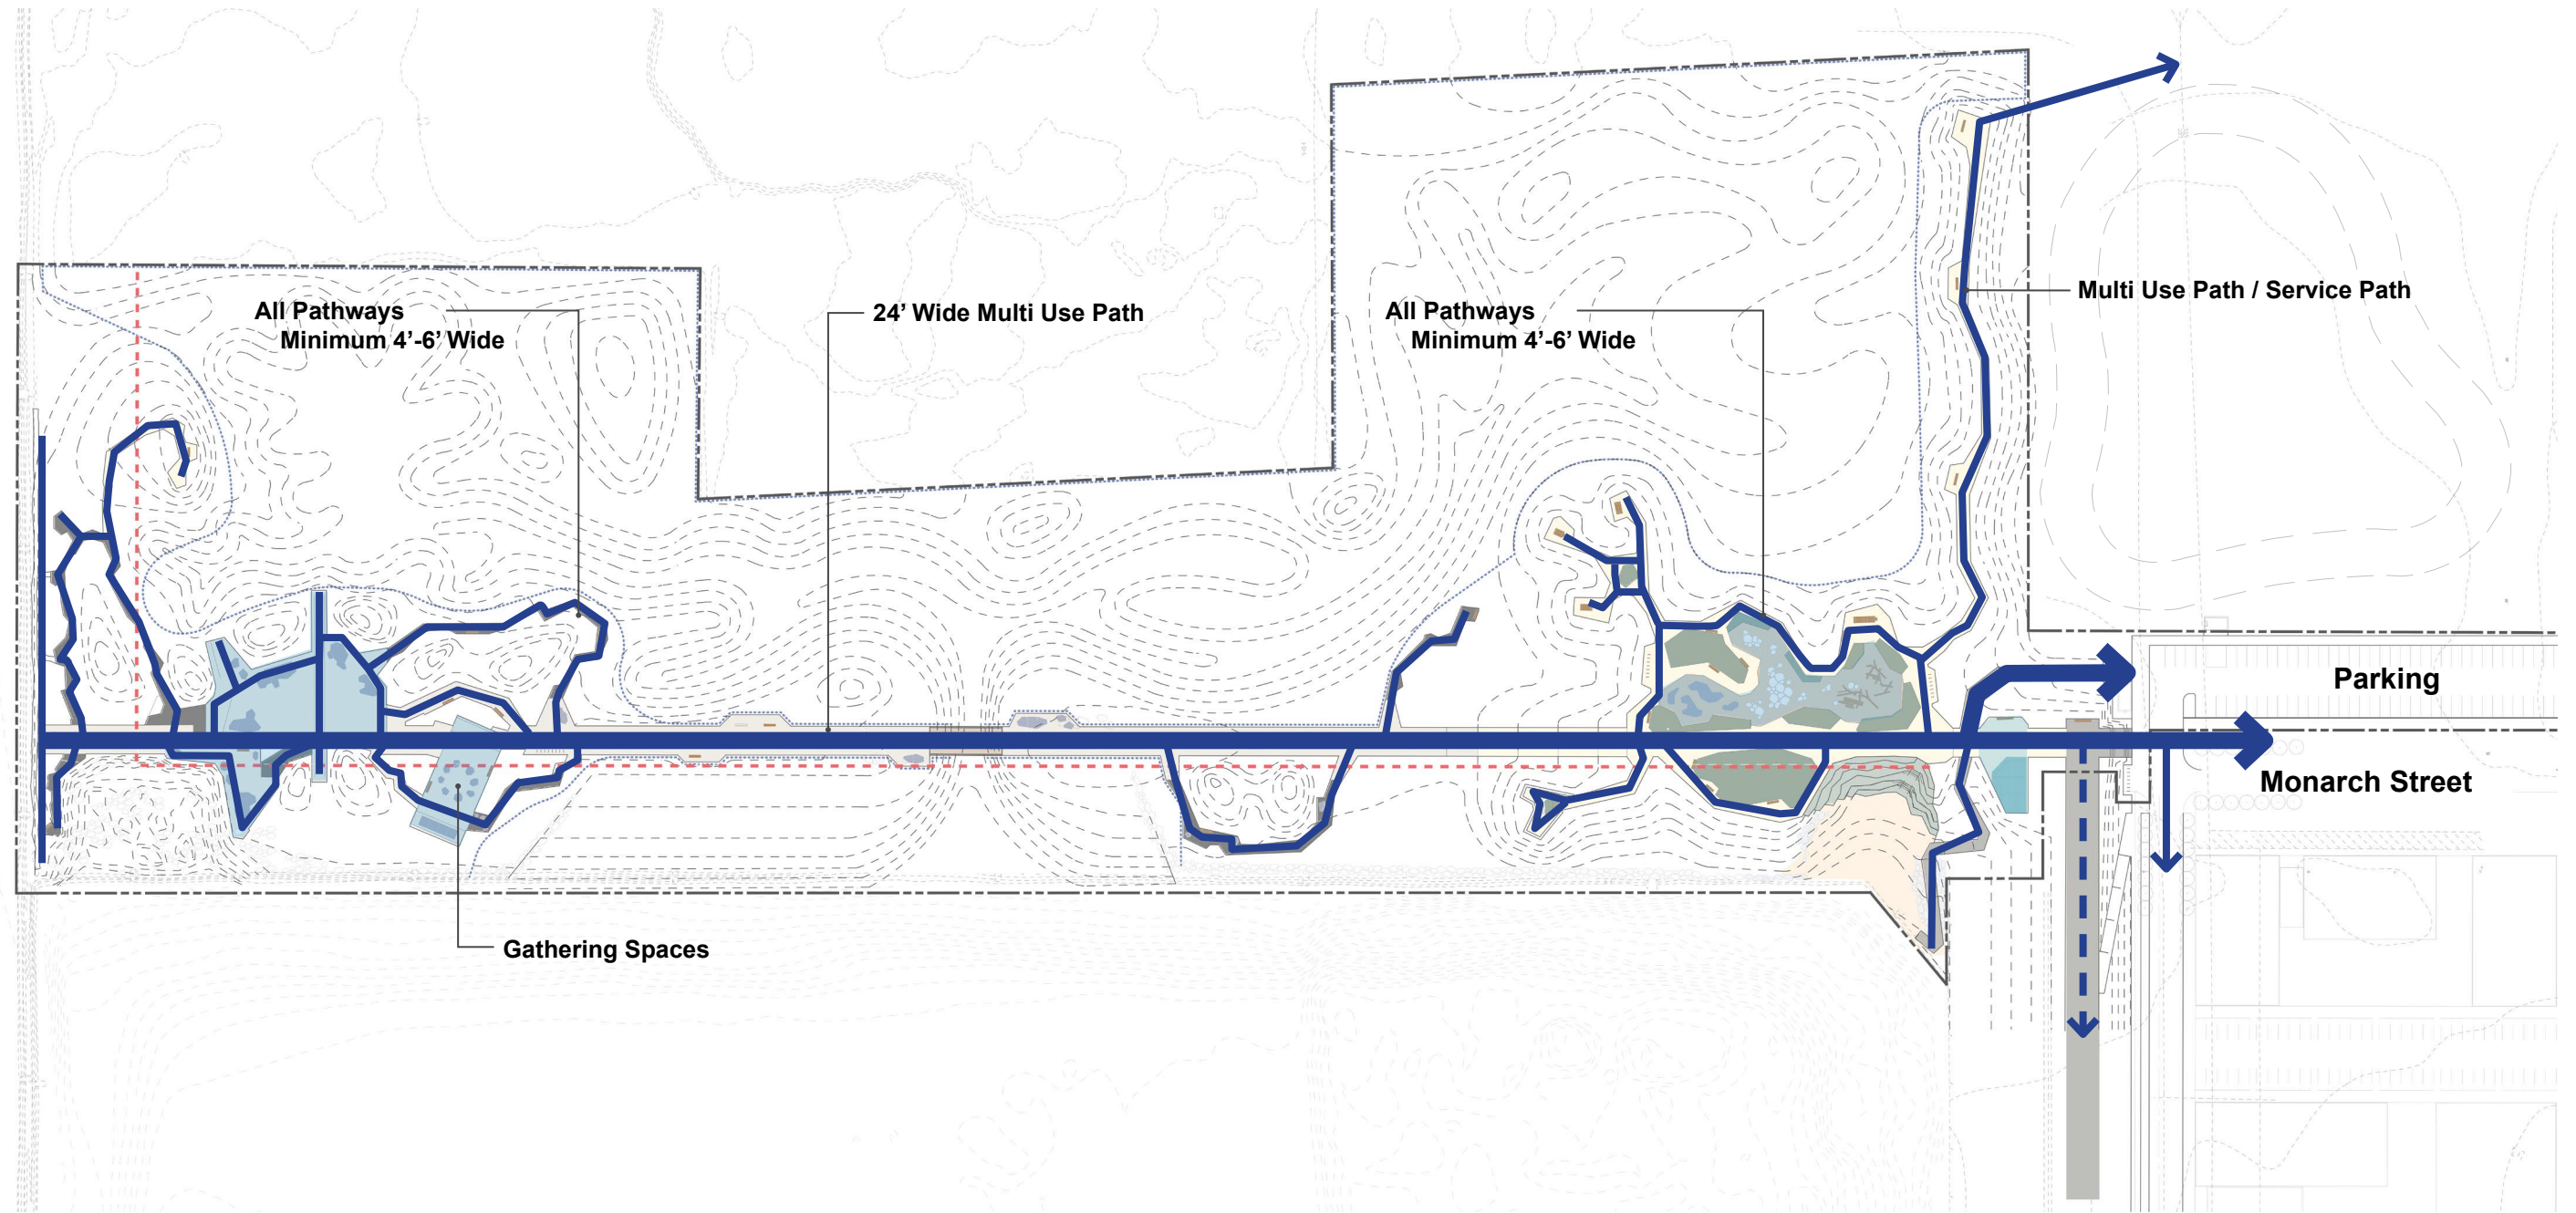 All Pathways
Minimum 4’-6’ Wide
24’ Wide Multi Use Path
All Pathways
Minimum 4’-6’ Wide
Multi Use Path / Service Path
Parking
Monarch Street
Gathering Spaces